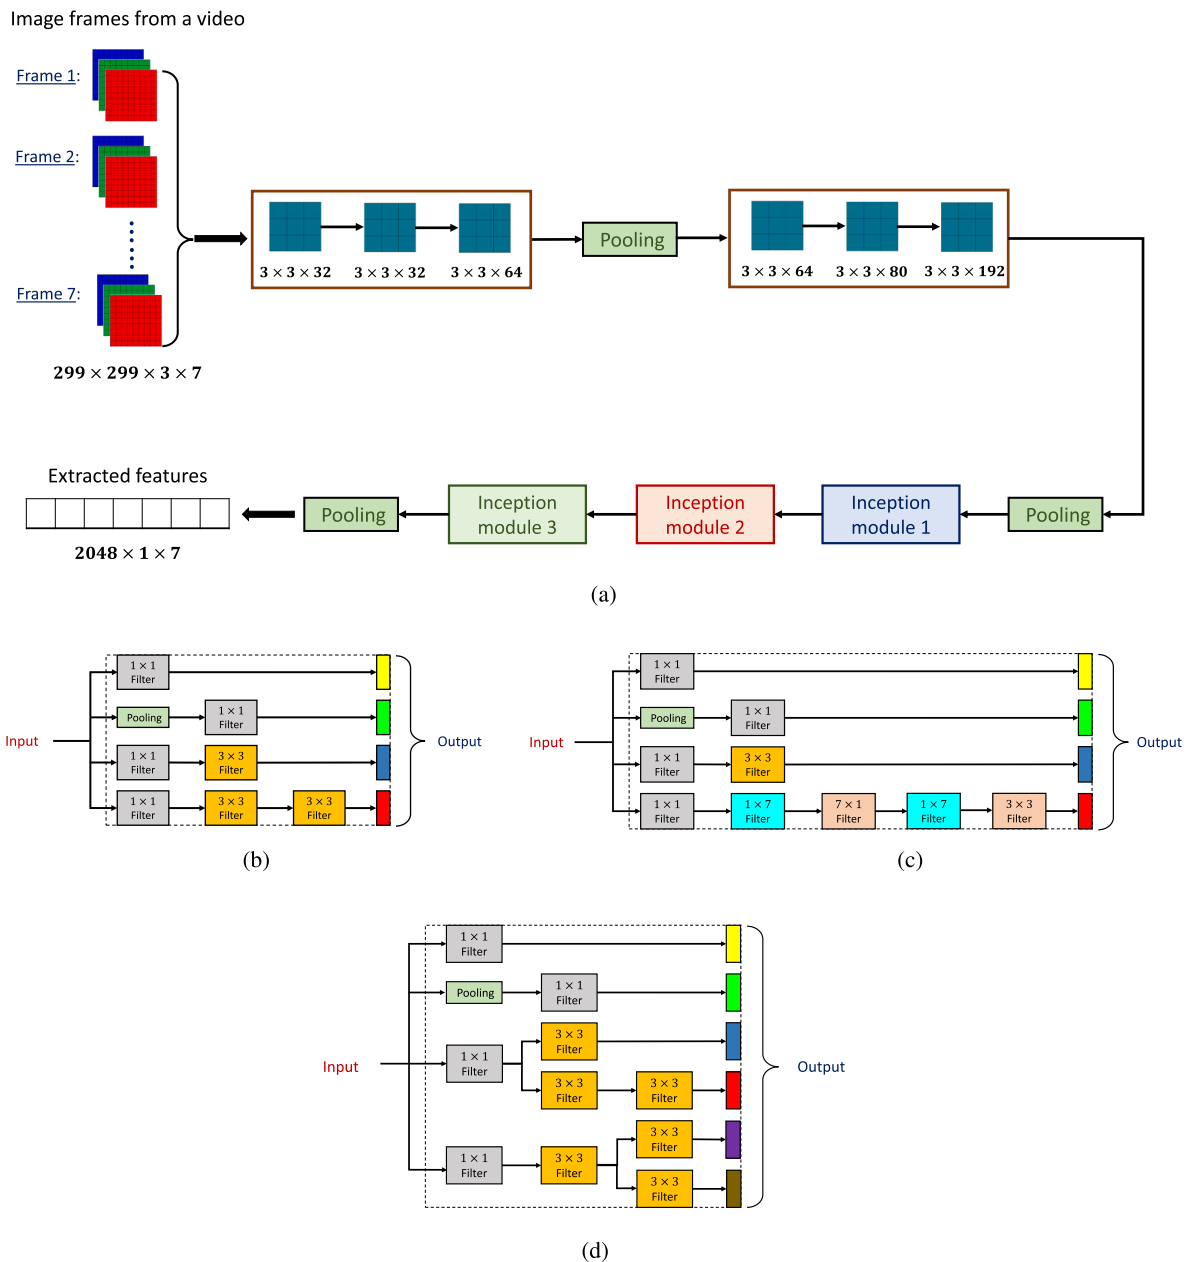 Image frames from a video
Frame 1:
Frame 2:
Frame 7:
299 × 299 × 3 × 7
3 × 3 × 32
3 × 3 × 32
3 × 3 × 64
Pooling
3 × 3 × 64
3 × 3 × 80
3 × 3 × 192
Extracted features
2048 × 1 × 7
Pooling
Inception
module 3
Inception
module 2
Inception
module 1
Pooling
(a)
Input
1 × 1
Filter
Pooling
1 × 1
Filter
1 × 1
Filter
3 × 3
Filter
1 × 1
Filter
3 × 3
Filter
3 × 3
Filter
Output
(b)
Input
1 × 1
Filter
Pooling
1 × 1
Filter
1 × 1
Filter
3 × 3
Filter
1 × 1
Filter
1 × 7
Filter
7 × 1
Filter
1 × 7
Filter
3 × 3
Filter
Output
(c)
Input
1 × 1
Filter
Pooling
1 × 1
Filter
1 × 1
Filter
3 × 3
Filter
3 × 3
Filter
3 × 3
Filter
1 × 1
Filter
3 × 3
Filter
3 × 3
Filter
3 × 3
Filter
Output
(d)